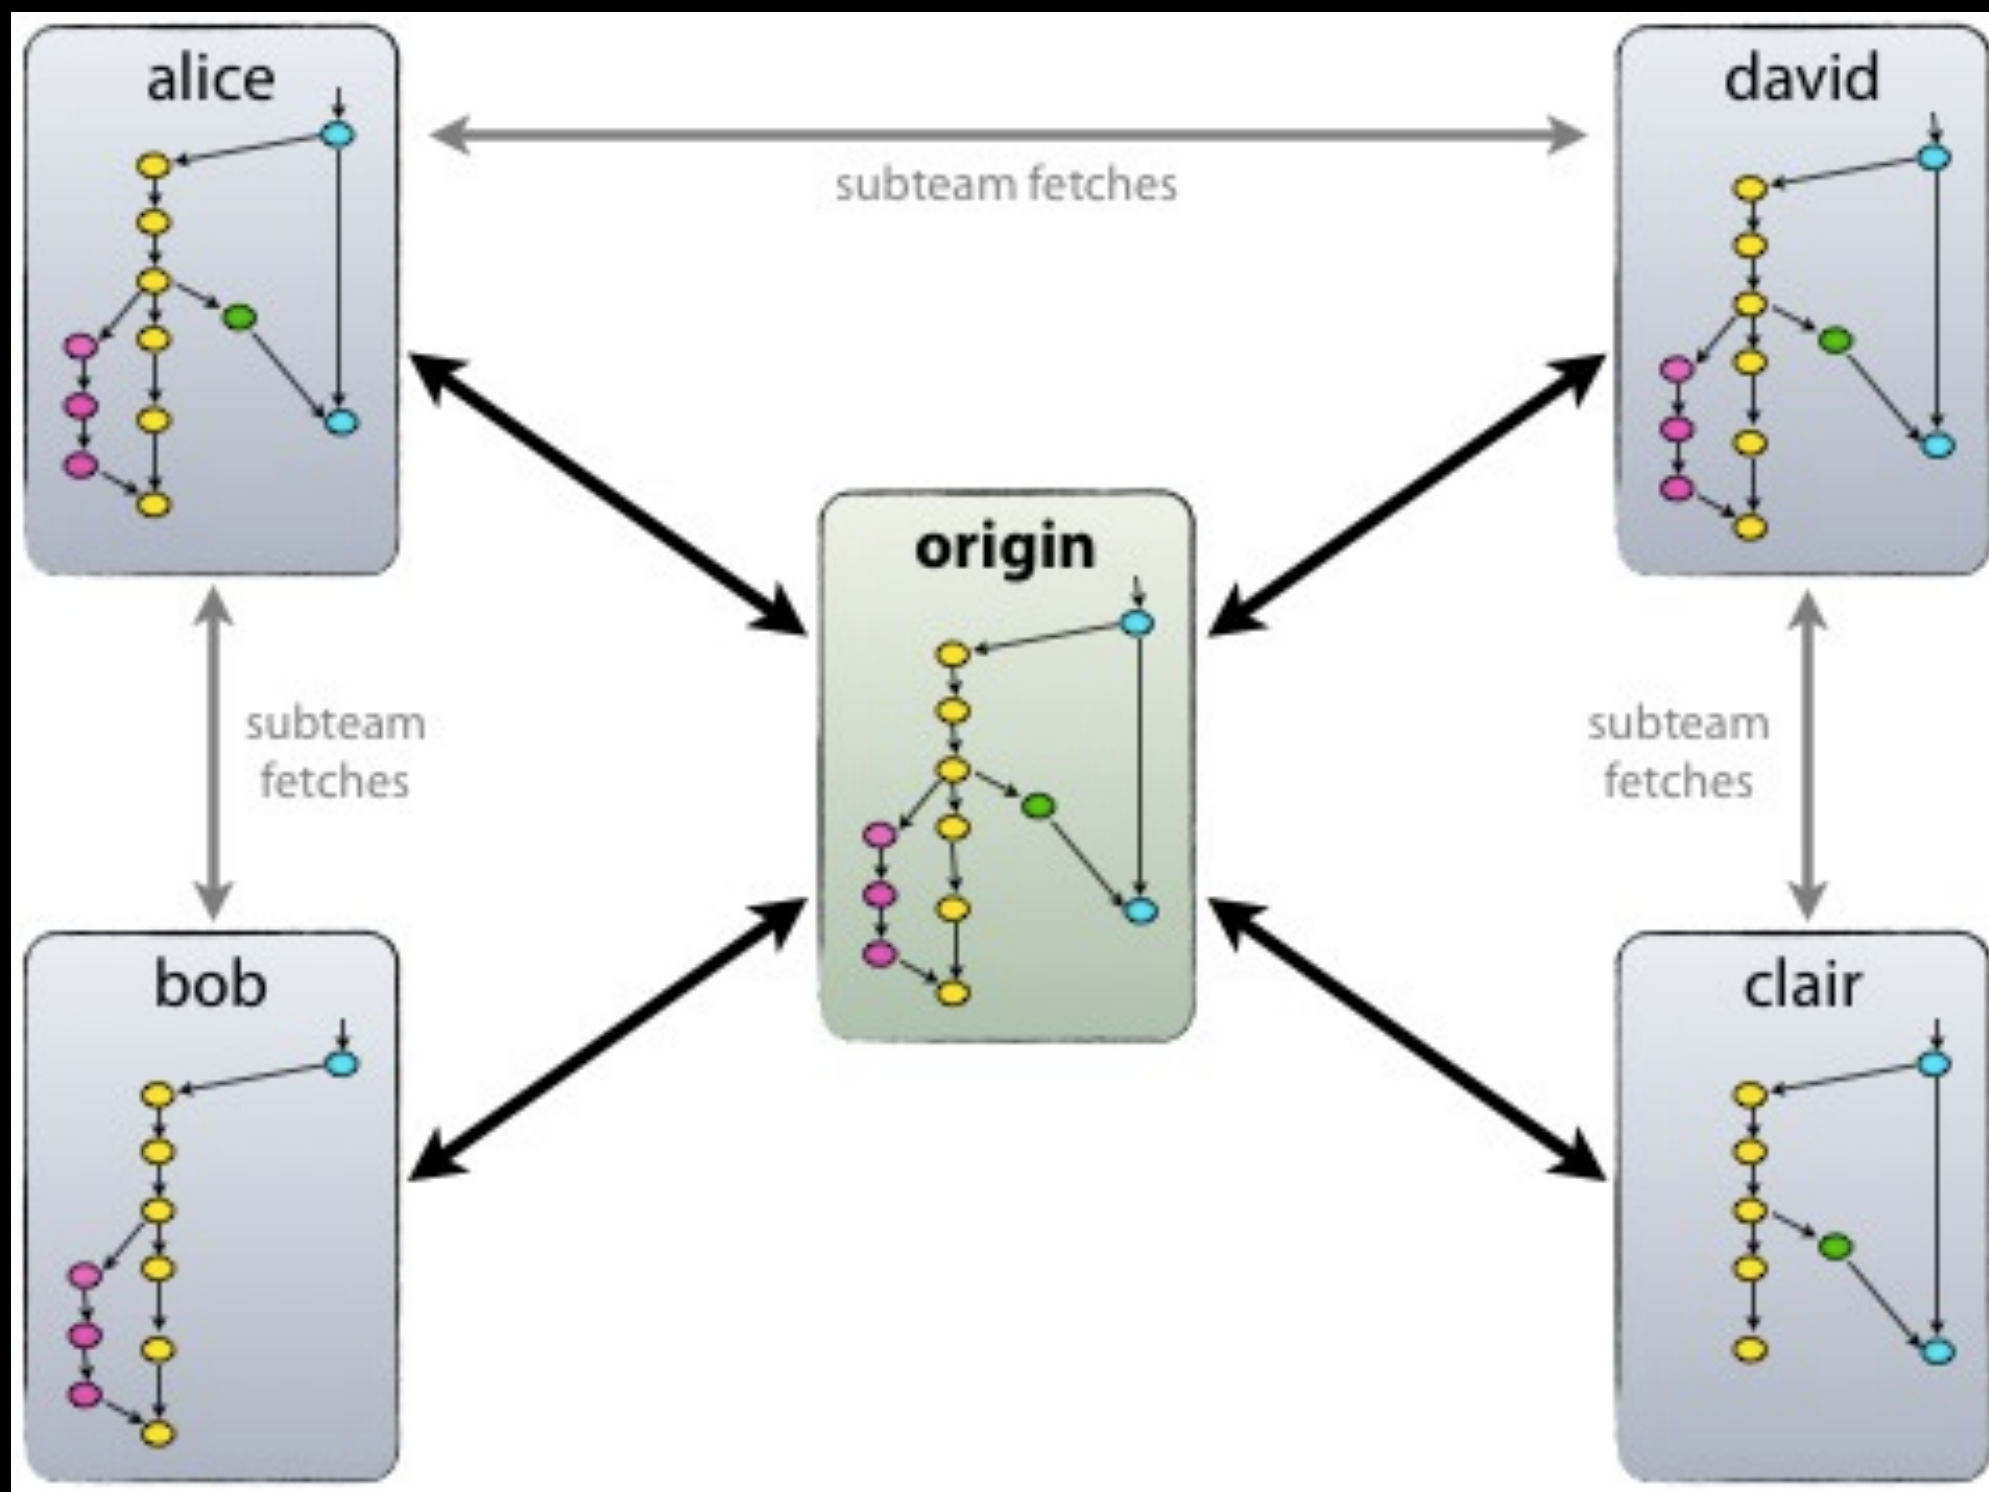 alice
david
subteam fetches
origin
subteam
fetches
subteam
fetches
bob
clair